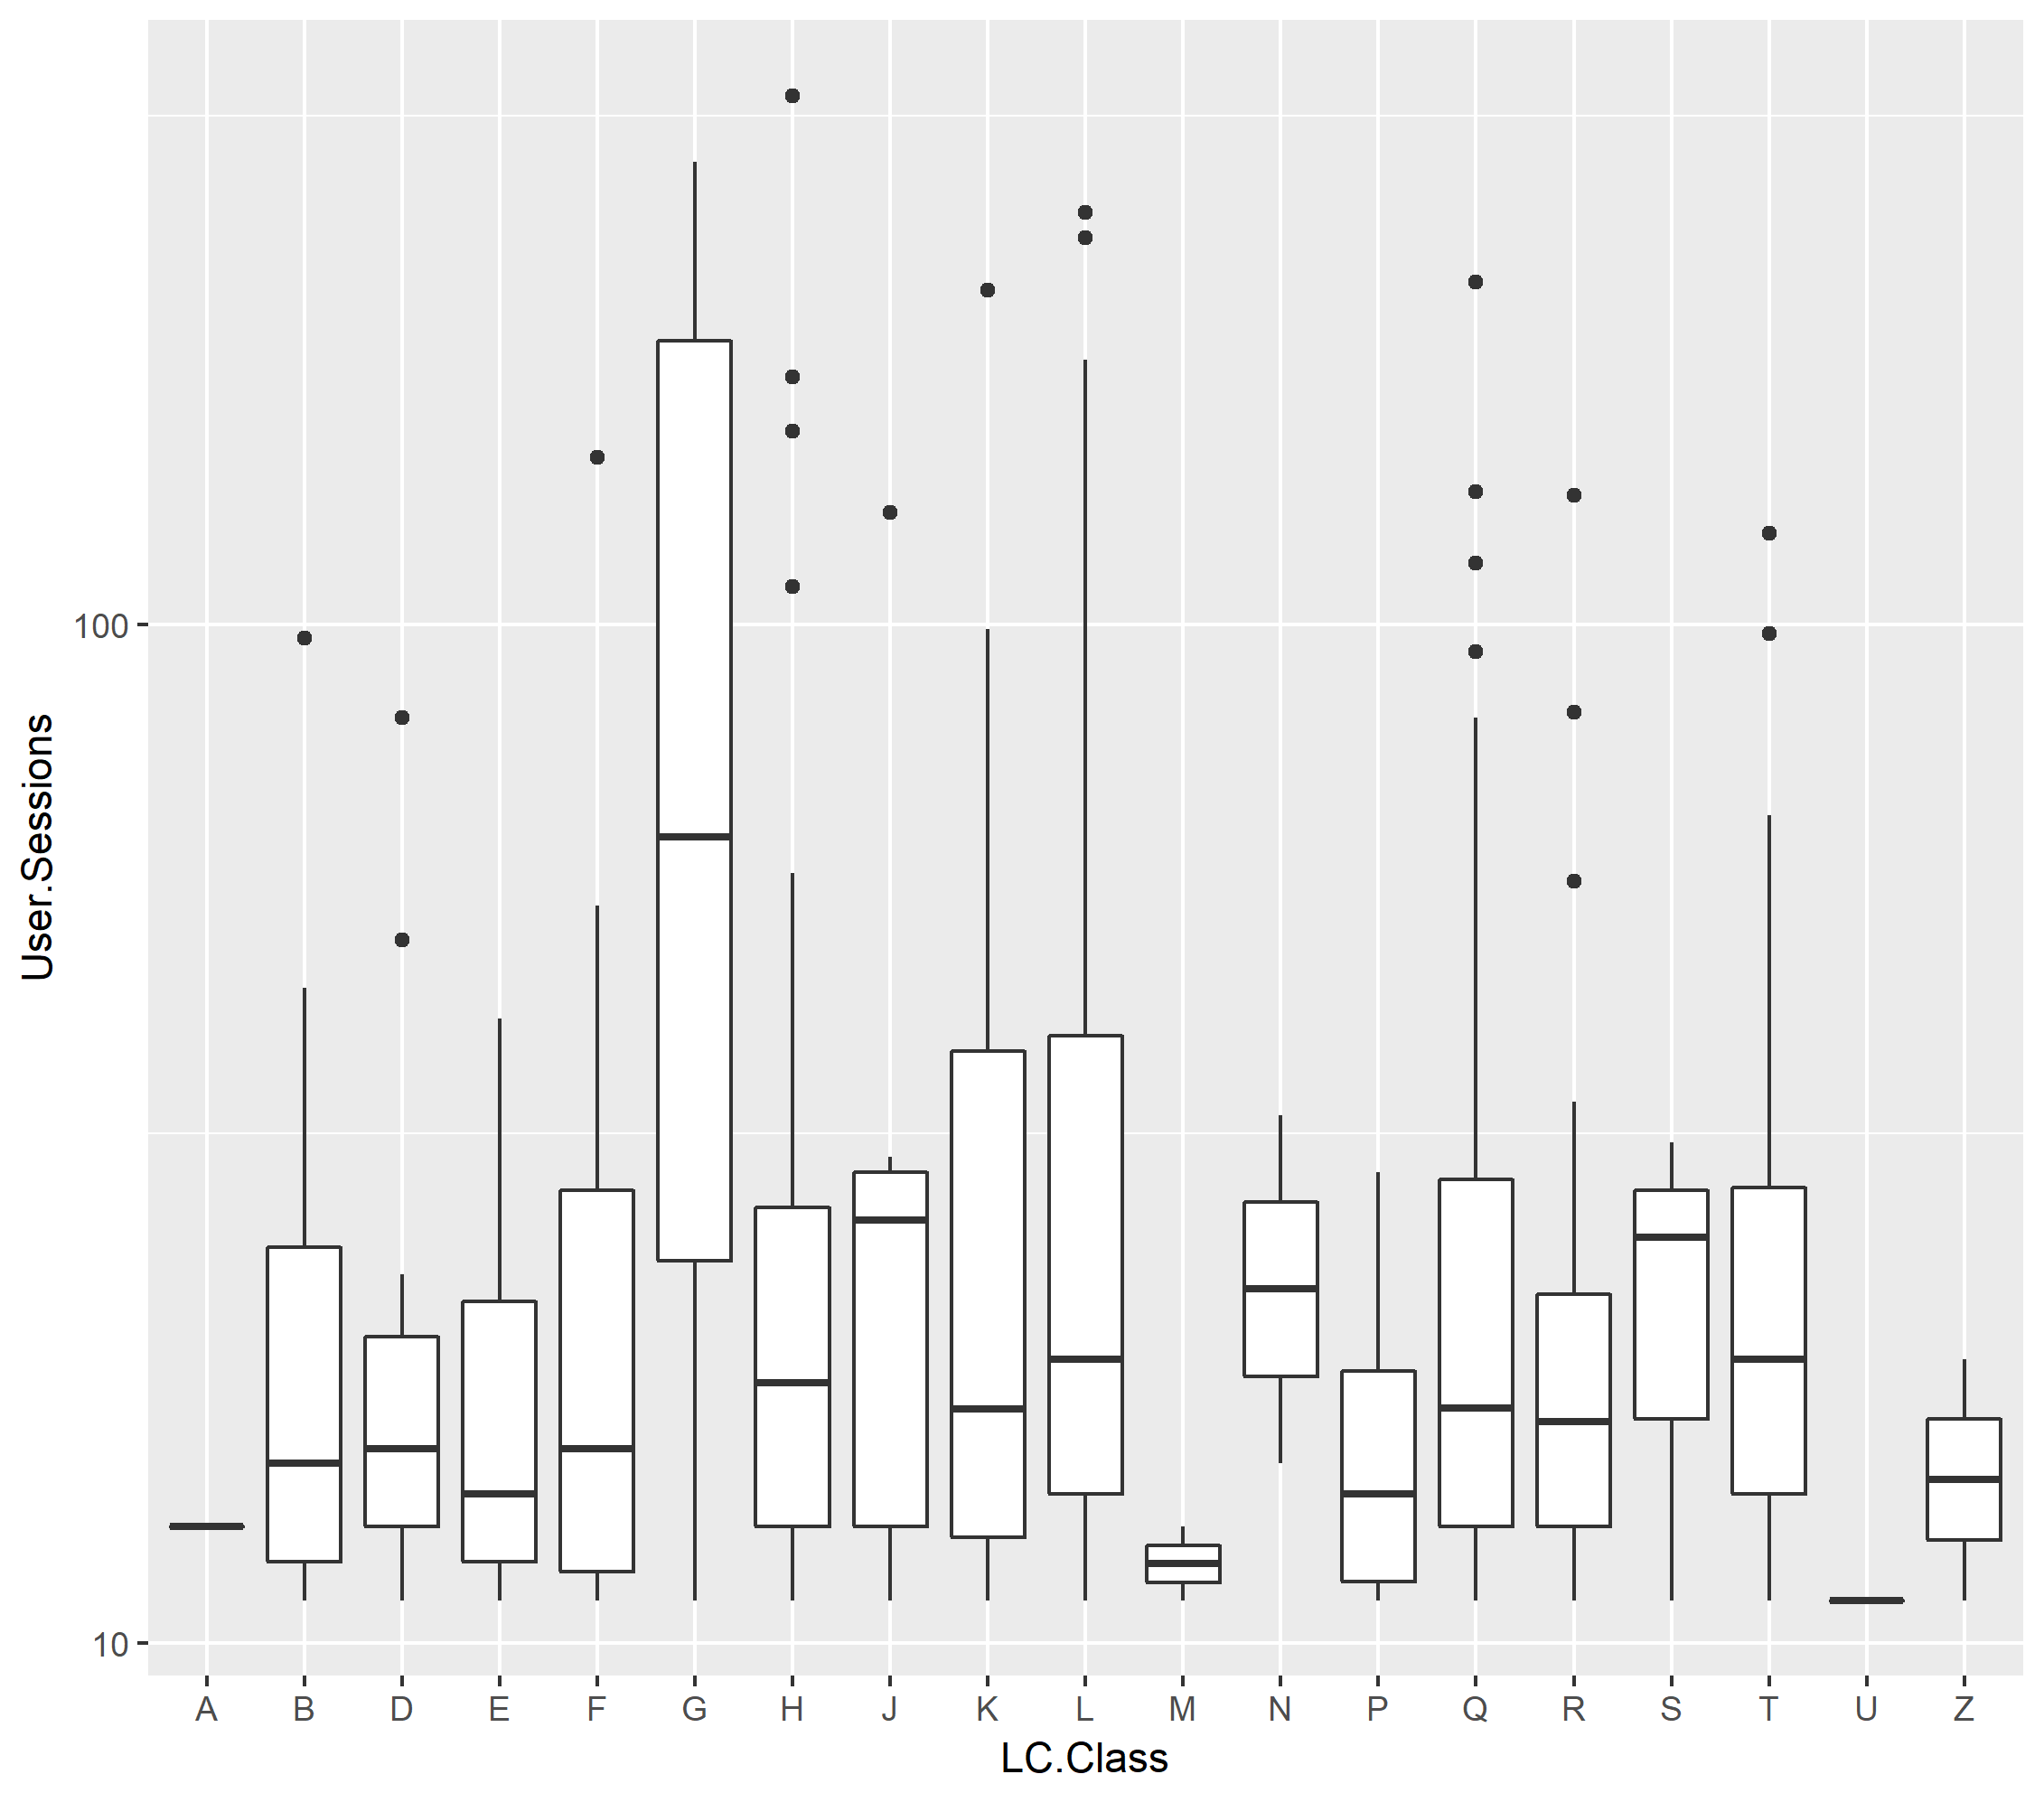 User.Sessions
100
10
A B D E F G H J K L M N P Q R S T U Z
LC.Class